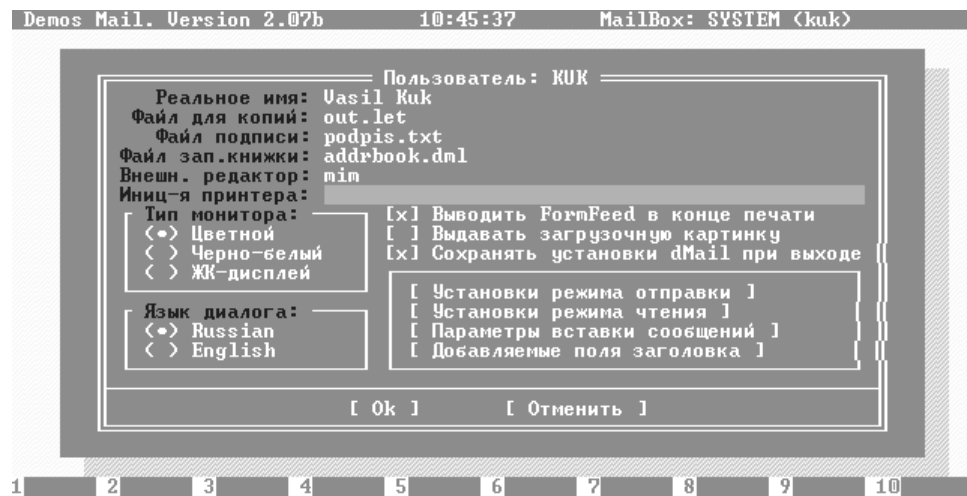 Demos Mail. Version 2.07b 10:45:37 MailBox: SYSTEM (kuk)
Пользователь: KUK
Реальное имя: Vasil Kuk
Файл для копий: out.let
Файл подписи: podpis.txt
Файл зап.книжки: addrbook.dml
Внешн. редактор: mim
Иниц-я принтера:
Тип монитора:
(•) Цветной
( ) Черно-белый
( ) ЖК-дисплей
[x] Выводить FormFeed в конце печати
[ ] Выдавать загрузочную картинку
[x] Сохранять установки dMail при выходе
Язык диалога:
(•) Russian
( ) English
[ Установки режима отправки ]
[ Установки режима чтения ]
[ Параметры вставки сообщений ]
[ Добавляемые поля заголовка ]
[ Ok ] [ Отменить ]
1 2 3 4 5 6 7 8 9 10